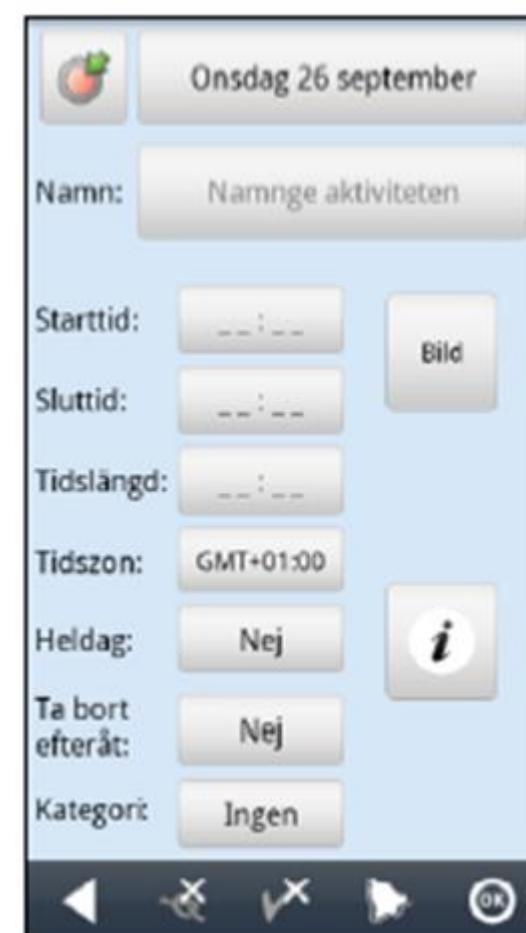 Onsdag 26 september
Namn: Namnge aktiviteten
Starttid: __:__
Bild
Sluttid: __:__
Tidslängd: __:__
Tidszon: GMT+01:00
Heldag: Nej
i
Ta bort
efteråt: Nej
Kategori: Ingen
OK